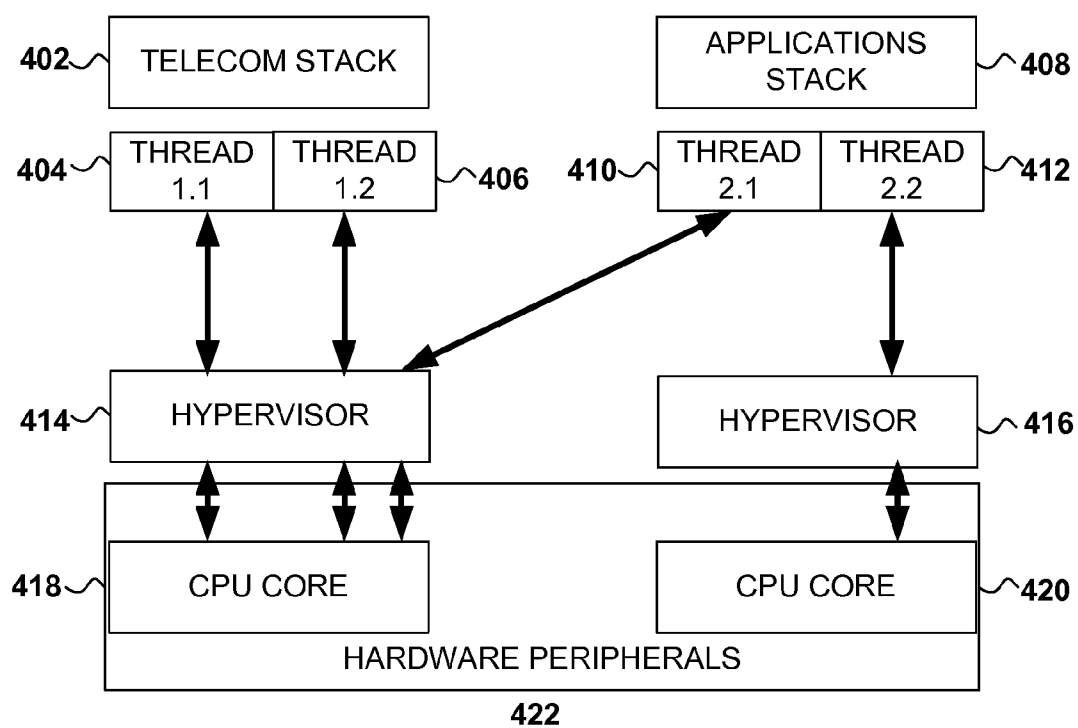 402
TELECOM STACK
APPLICATIONS
STACK
408
404
THREAD
1.1
THREAD
1.2
406
410
THREAD
2.1
THREAD
2.2
412
414
HYPERVISOR
HYPERVISOR
416
418
CPU CORE
CPU CORE
420
HARDWARE PERIPHERALS
422